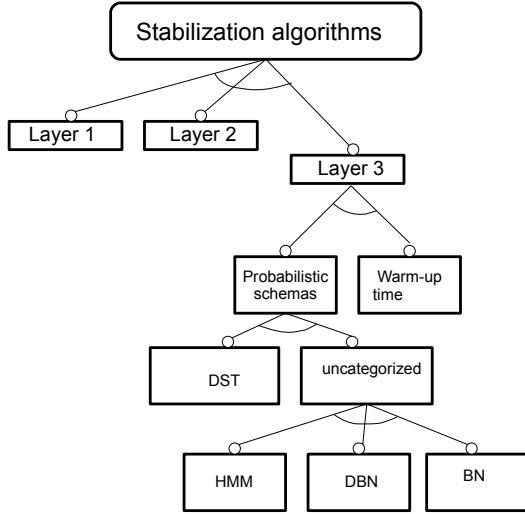 Stabilization algorithms
Layer 1
Layer 2
Layer 3
Probabilistic
schemas
Warm-up
time
DST
uncategorized
HMM
DBN
BN